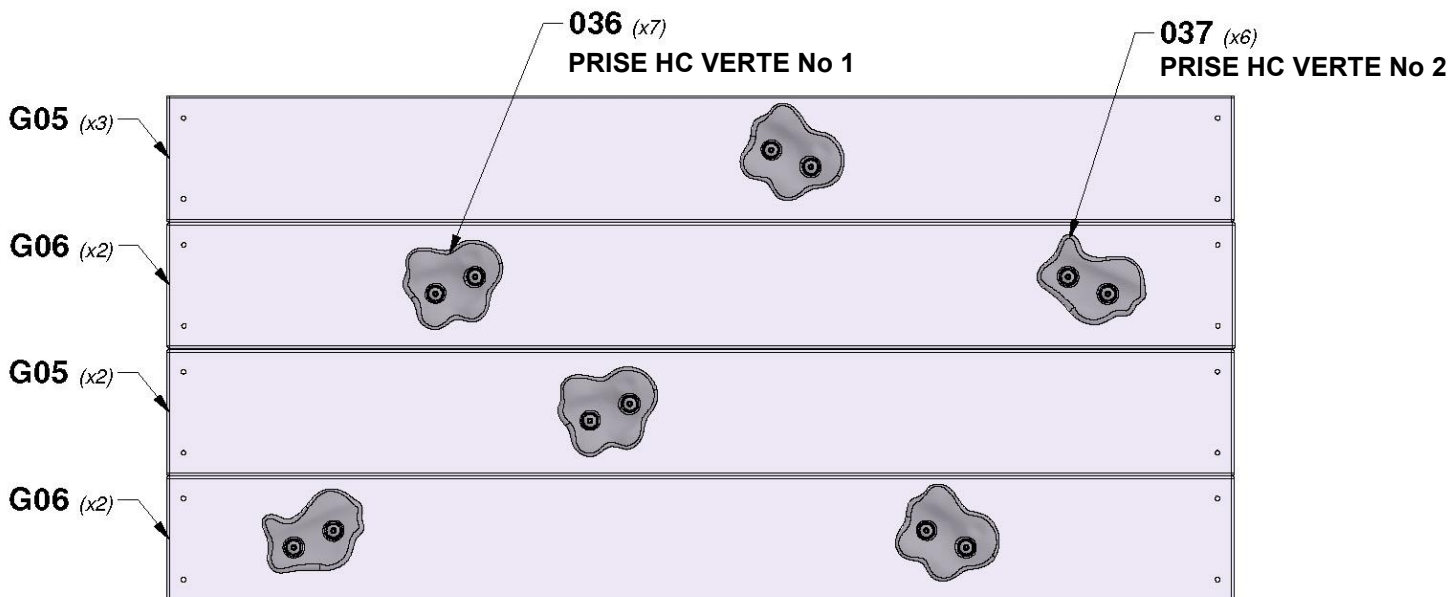 036 (x7)
PRISE HC VERTE No 1
037 (x6)
PRISE HC VERTE No 2
G05 (x3)
G06 (x2)
G05 (x2)
G06 (x2)